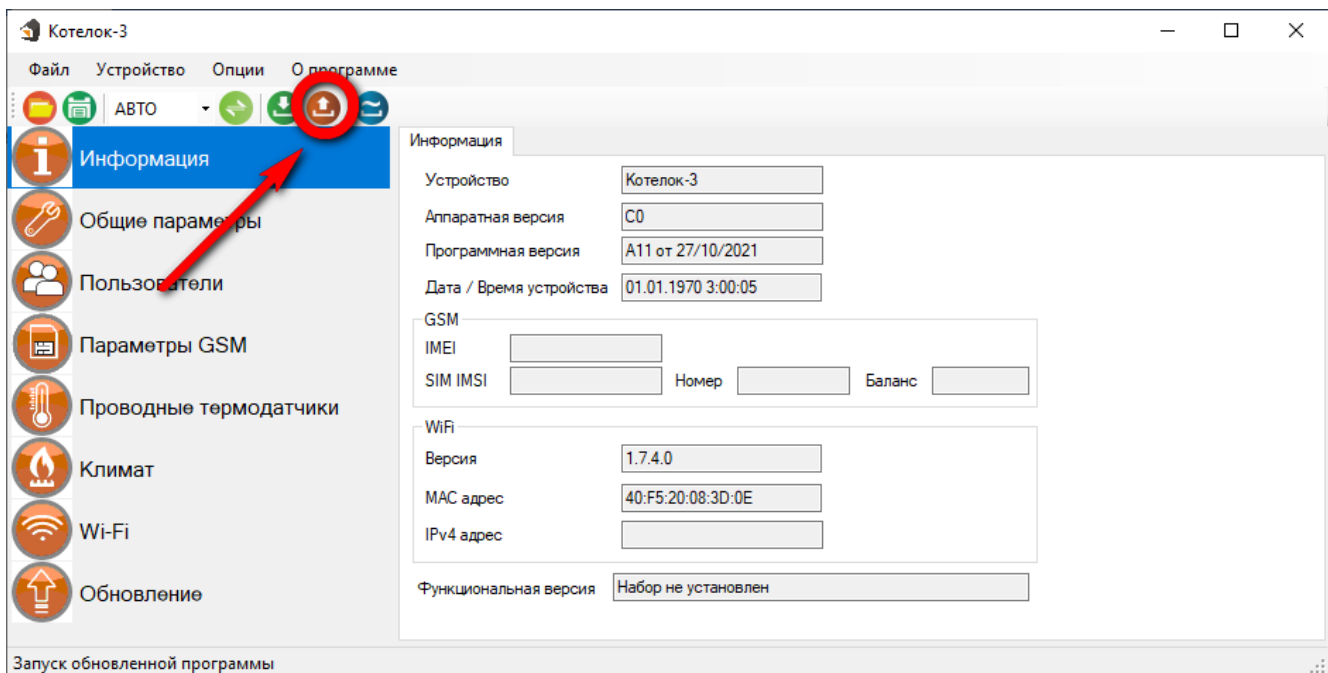 Котелок-3
Файл Устройство Опции О программе
АВТО
Информация
Общие параметры
Пользователи
Параметры GSM
Проводные термодатчики
Климат
Wi-Fi
Обновление
Информация
Устройство Котелок-3
Аппаратная версия C0
Программная версия A11 от 27/10/2021
Дата / Время устройства 01.01.1970 3:00:05
GSM
IMEI
SIM IMSI Номер Баланс
WiFi
Версия 1.7.4.0
MAC адрес 40:F5:20:08:3D:0E
IPv4 адрес
Функциональная версия Набор не установлен
Запуск обновленной программы